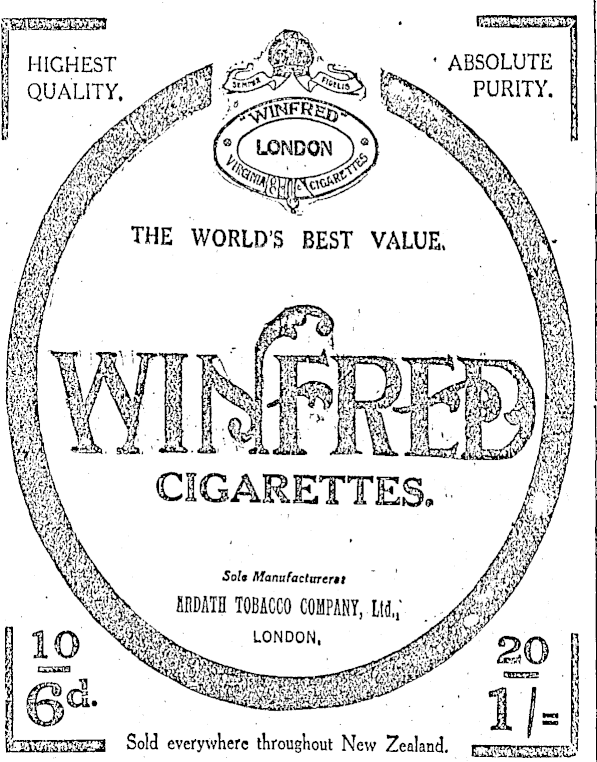 HIGHEST
QUALITY.
ABSOLUTE
PURITY.
SEMPER FIDELIS
"WINFRED"
LONDON
VIRGINIA CIGARETTES
THE WORLD'S BEST VALUE.
WINFRED
CIGARETTES.
Sole Manufacturers:
ARDATH TOBACCO COMPANY, Ltd.,
LONDON.
10
6d.
20
1/=
Sold everywhere throughout New Zealand.